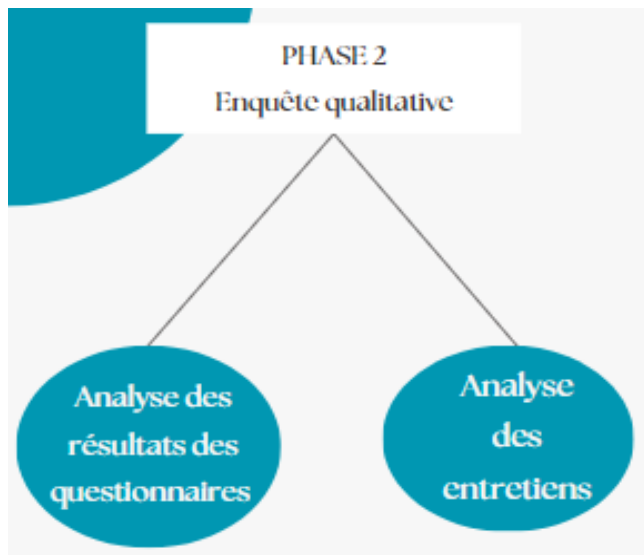 PHASE 2
Enquête qualitative
Analyse des
résultats des
questionnaires
Analyse
des
entretiens